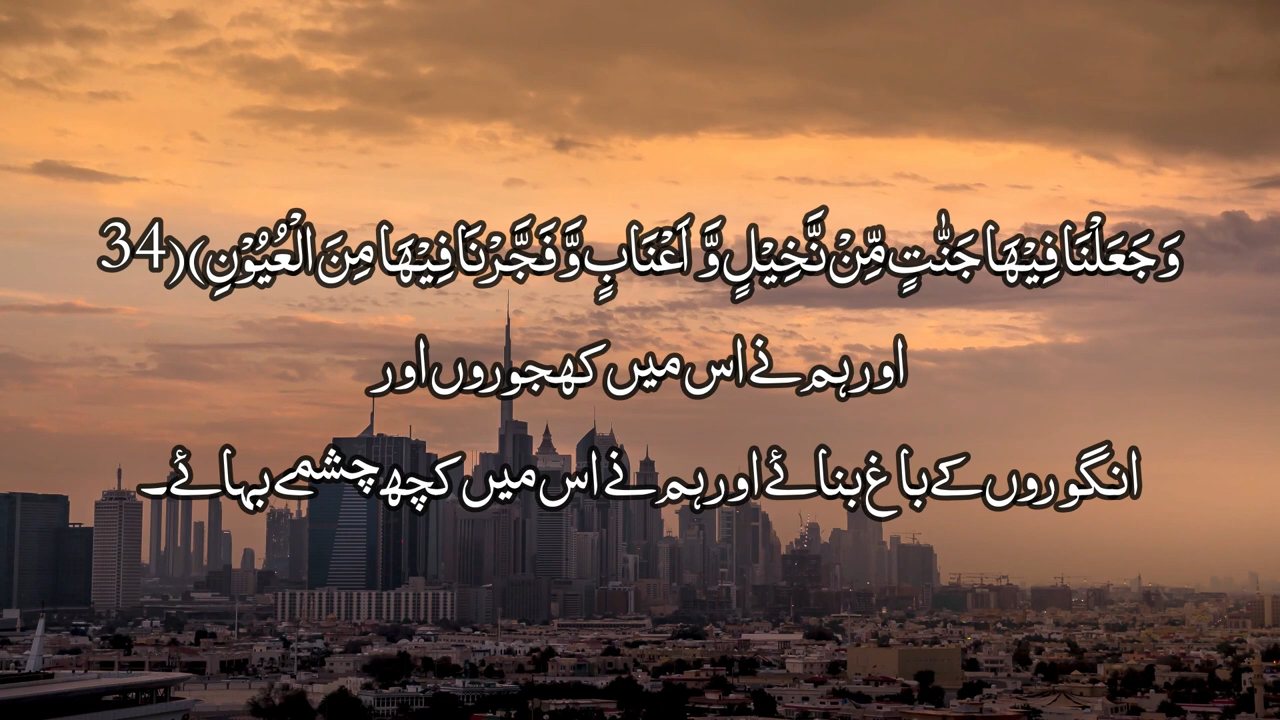 وَ جَعَلْنَا فِیْهَا جَنّٰتٍ مِّنْ نَّخِیْلٍ وَّ اَعْنَابٍ وَّ فَجَّرْنَا فِیْهَا مِنَ الْعُیُوْنِ)(34
اور ہم نے اس میں کھجوروں اور
انگوروں کے باغ بنائے اور ہم نے اس میں کچھ چشمے بہائے۔